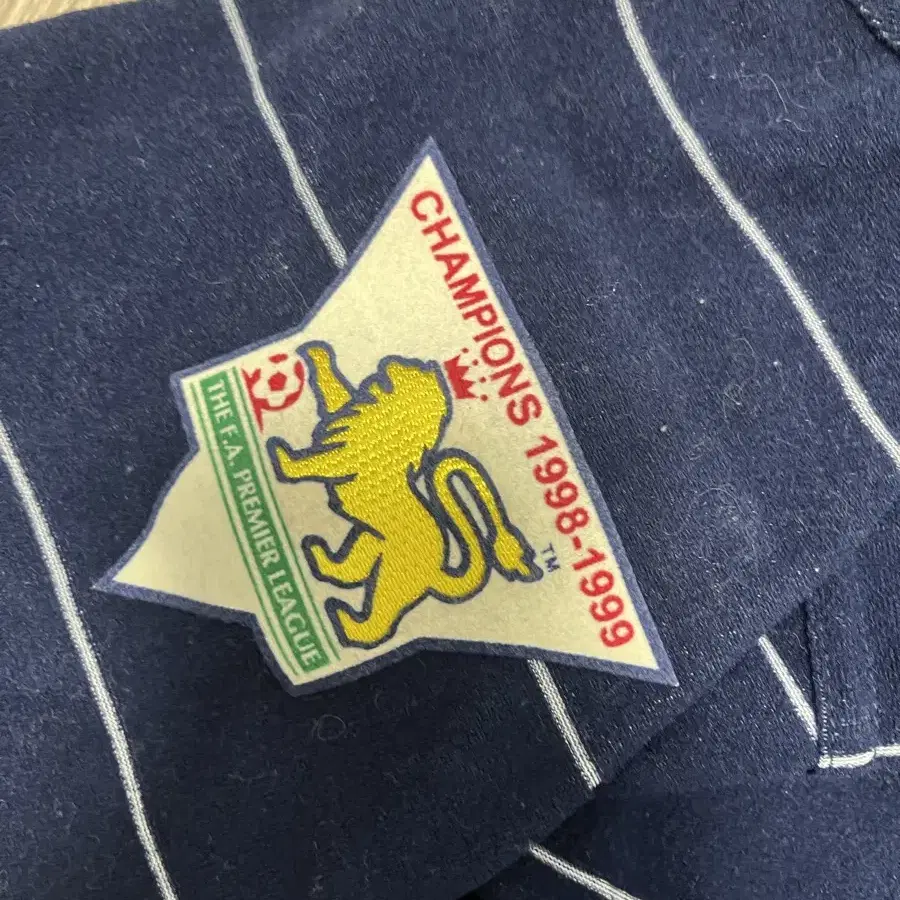 CHAMPIONS 1998-1999
TM
THE F.A. PREMIER LEAGUE